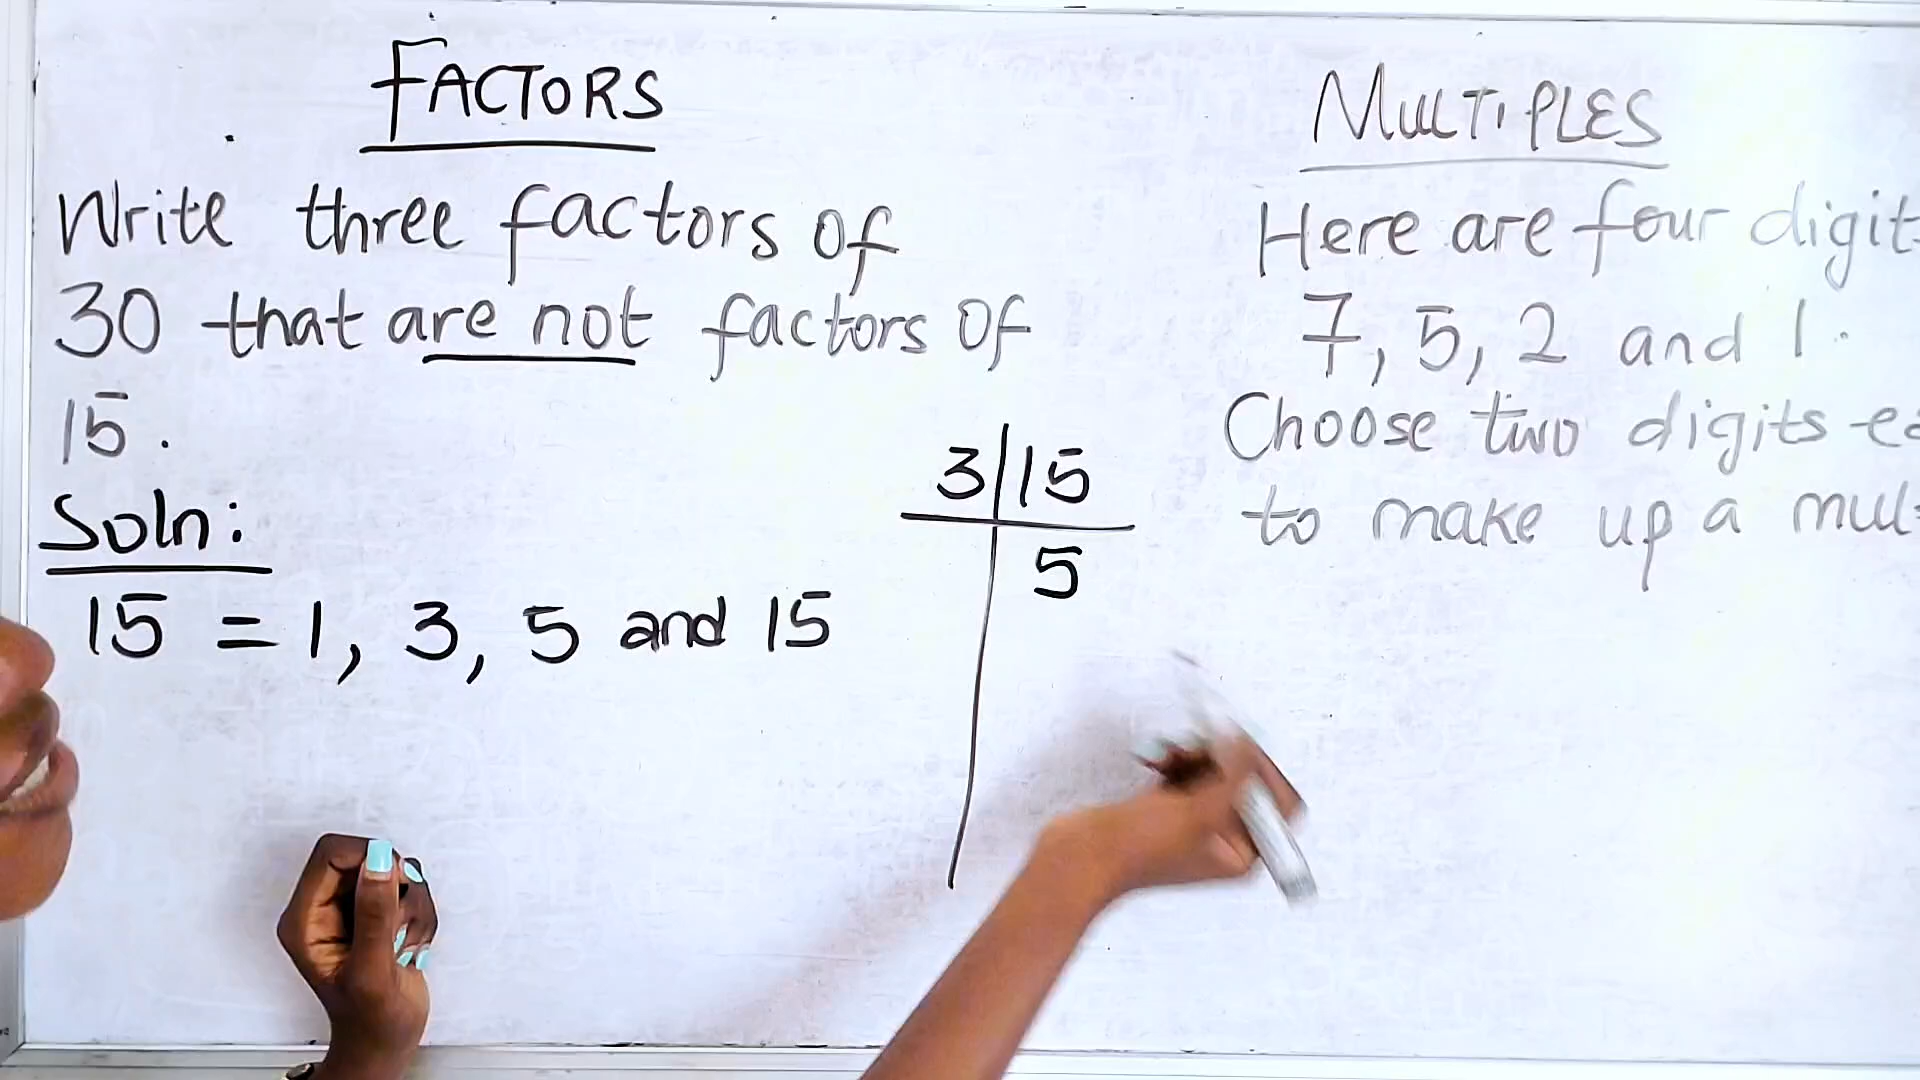 FACTORS
Write three factors of
30 that are not factors of
15.
Soln:
15 = 1, 3, 5 and 15
3 15
5
MULTIPLES
Here are four digit
7, 5, 2 and 1.
Choose two digits
to make up a